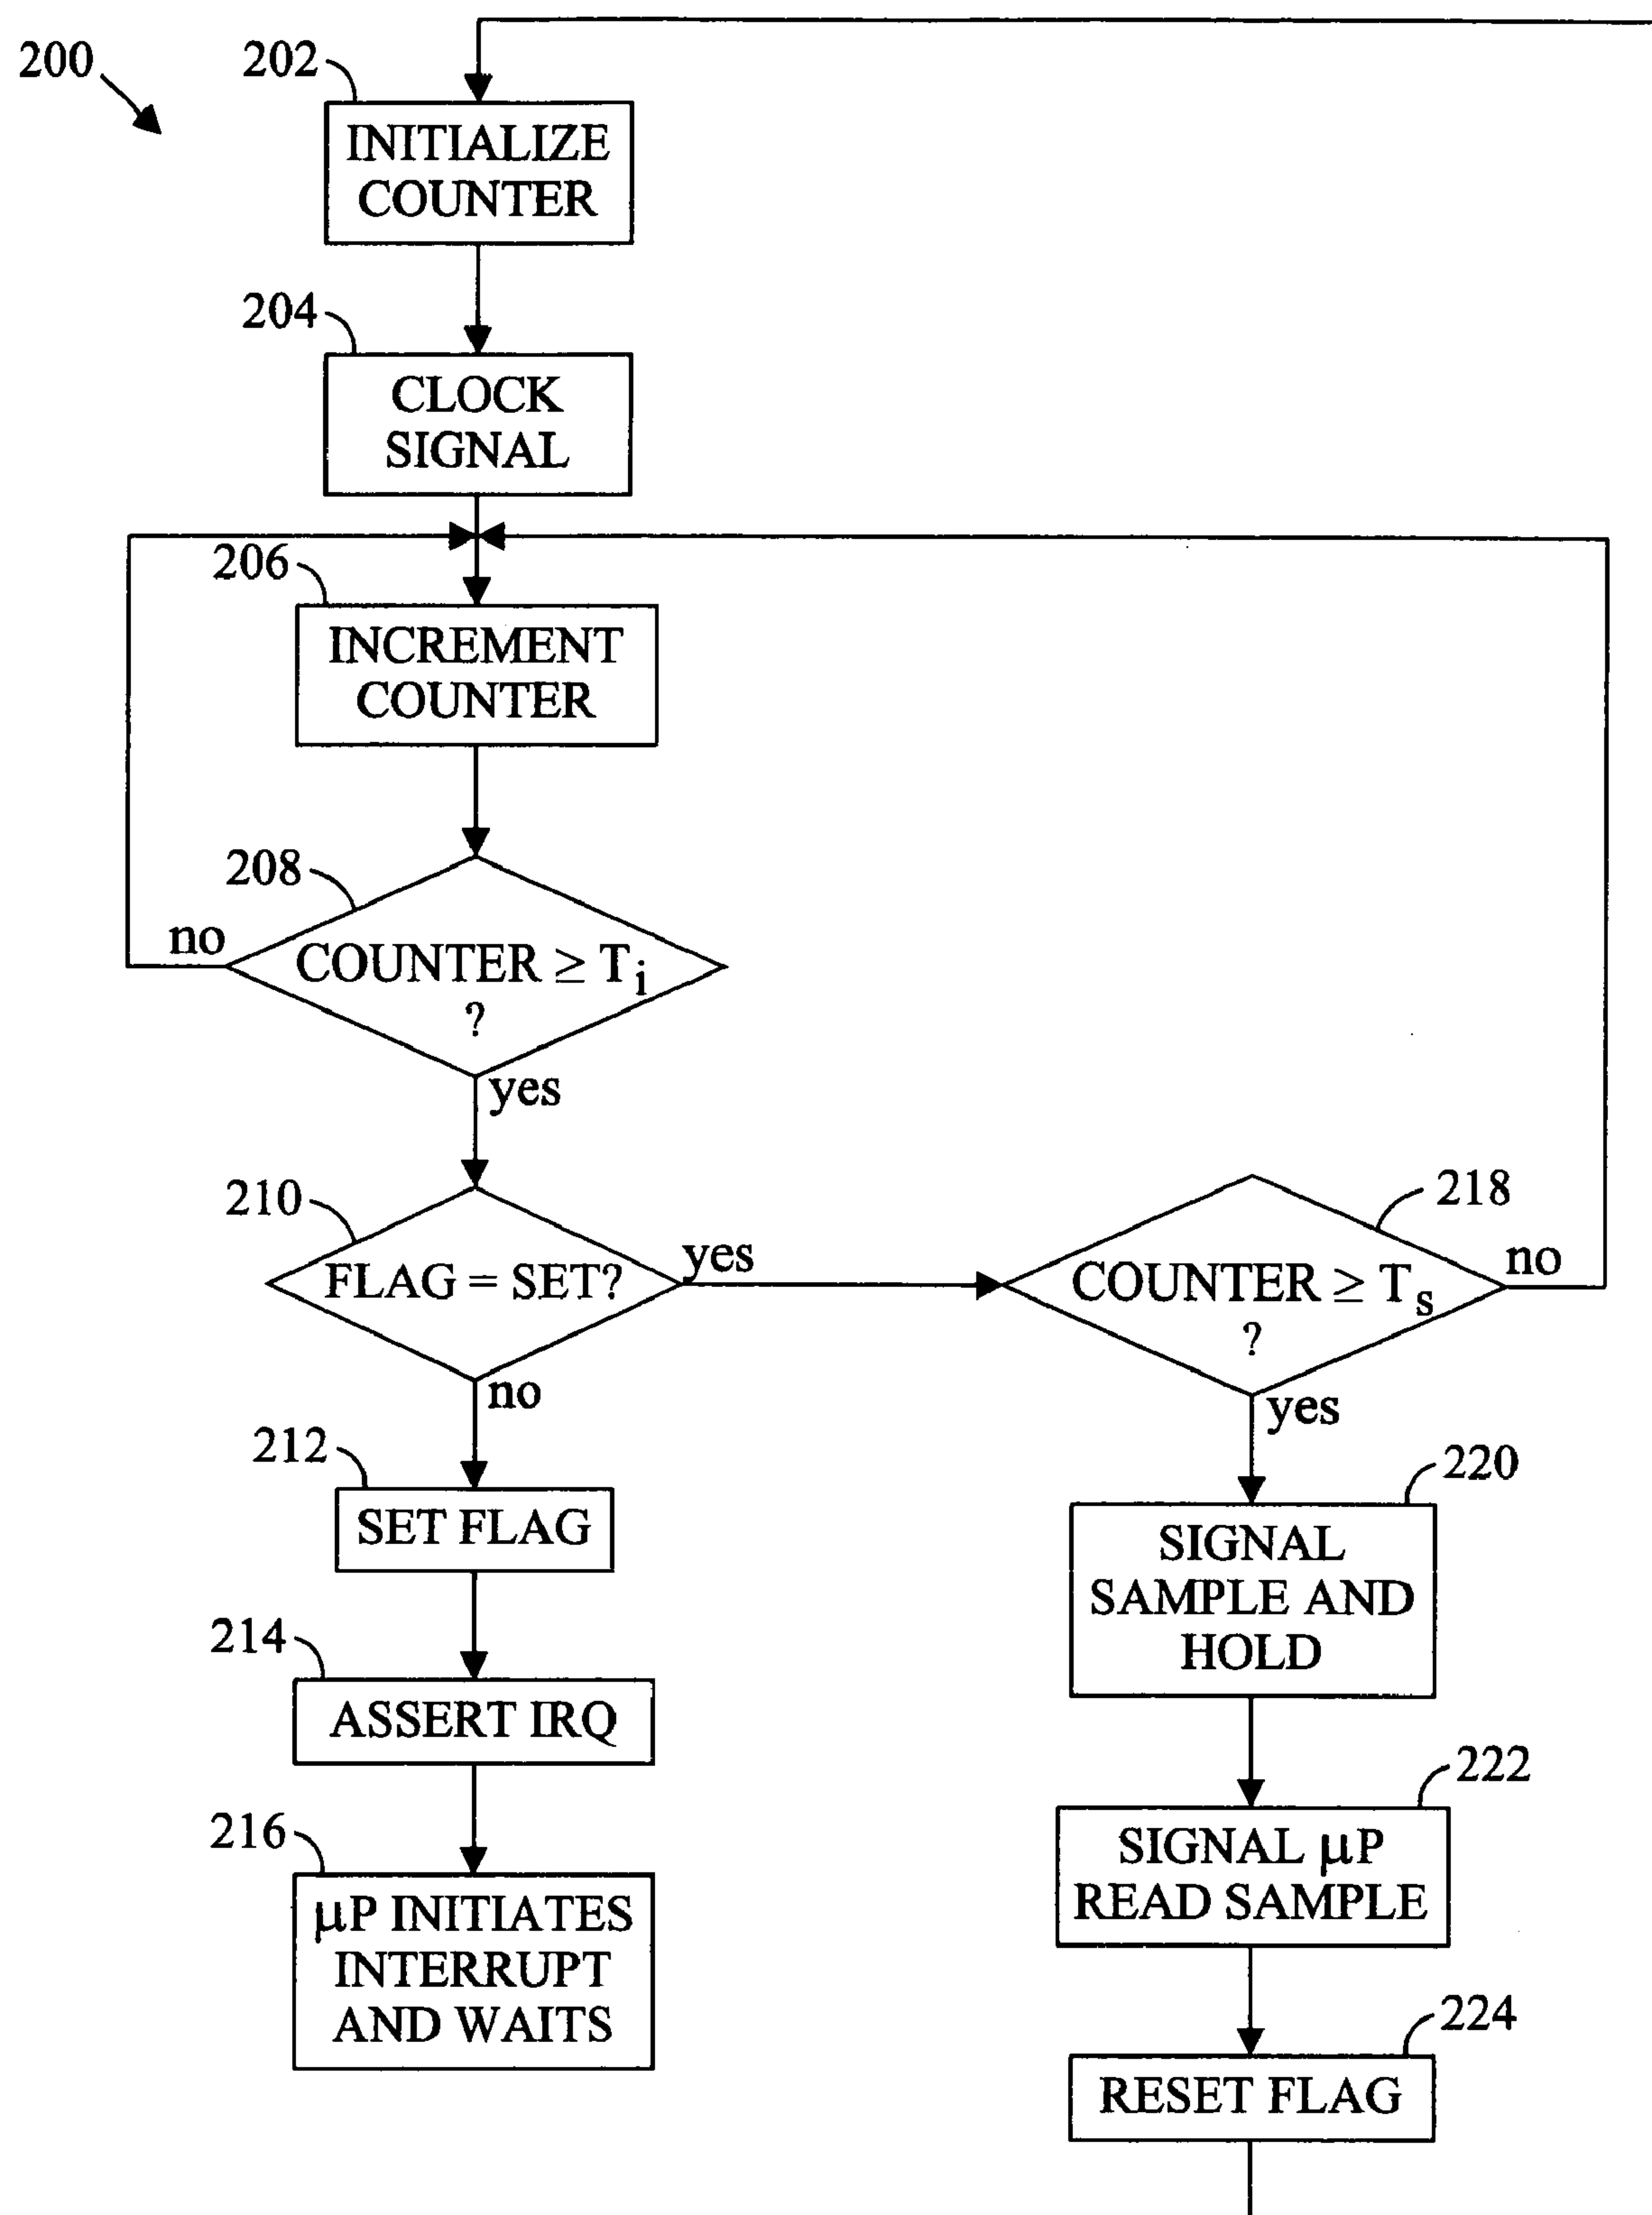 200
202
INITIALIZE
COUNTER
204
CLOCK
SIGNAL
206
INCREMENT
COUNTER
208
no
COUNTER ≥ Ti
?
yes
210
FLAG = SET?
yes
no
218
COUNTER ≥ Ts
?
no
yes
212
SET FLAG
214
ASSERT IRQ
216
μP INITIATES
INTERRUPT
AND WAITS
220
SIGNAL
SAMPLE AND
HOLD
222
SIGNAL μP
READ SAMPLE
224
RESET FLAG